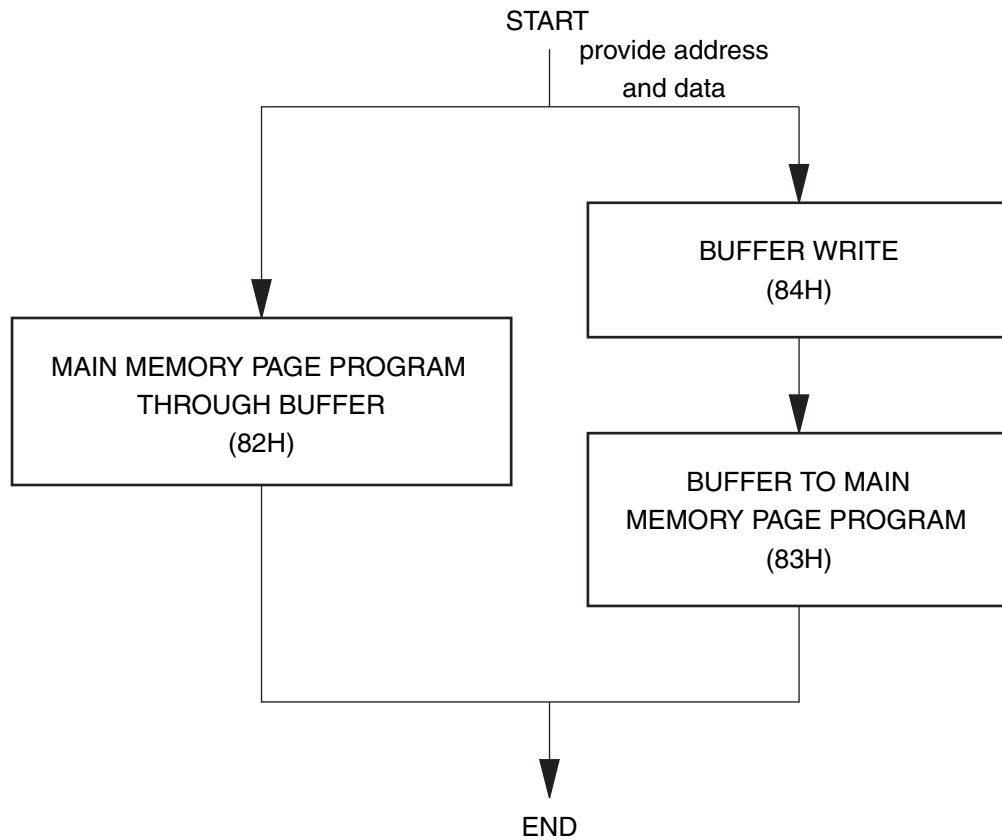 START
provide address
and data
BUFFER WRITE
(84H)
MAIN MEMORY PAGE PROGRAM
THROUGH BUFFER
(82H)
BUFFER TO MAIN
MEMORY PAGE PROGRAM
(83H)
END